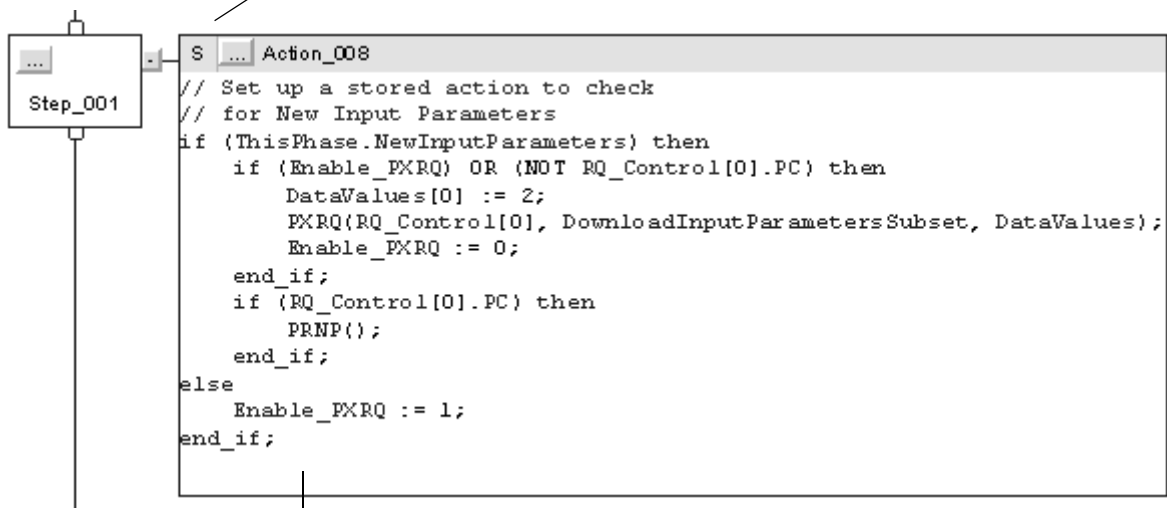 S ... Action_008
...
Step_001
-
// Set up a stored action to check
// for New Input Parameters
if (ThisPhase.NewInputParameters) then
    if (Enable_PXRQ) OR (NOT RQ_Control[0].PC) then
        DataValues[0] := 2;
        PXRQ(RQ_Control[0], DownloadInputParametersSubset, DataValues);
        Enable_PXRQ := 0;
    end_if;
    if (RQ_Control[0].PC) then
        PRNP();
    end_if;
else
    Enable_PXRQ := 1;
end_if;